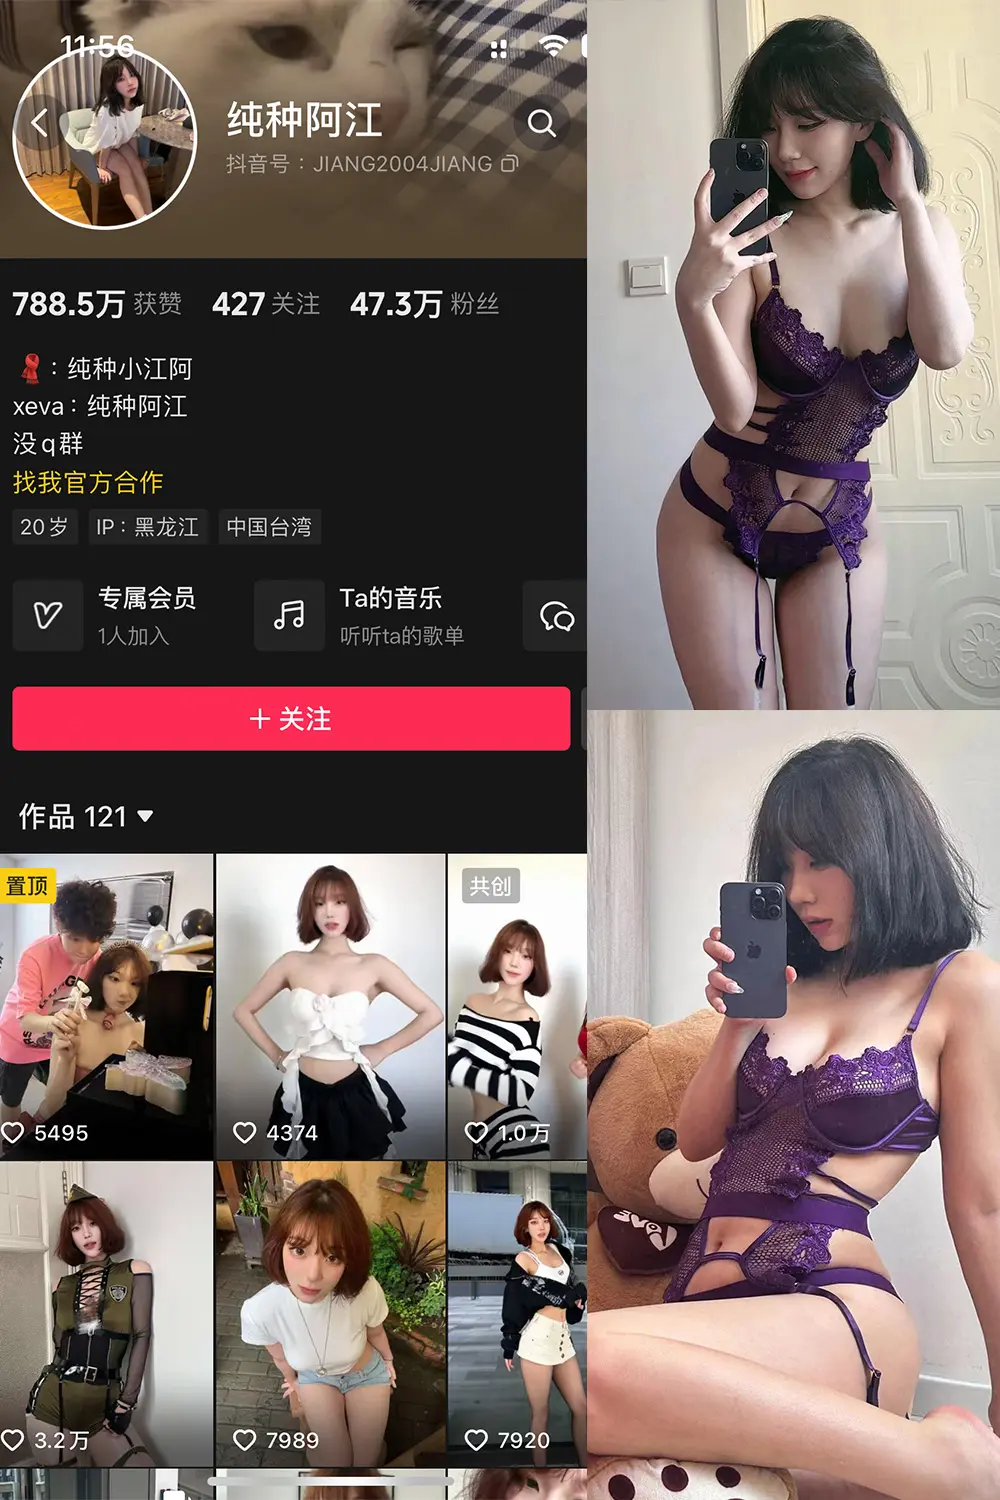 11:56
纯种阿江
抖音号：JIANG2004JIANG
788.5万 获赞 427 关注 47.3万 粉丝
：纯种小江阿
xeva：纯种阿江
没q群
找我官方合作
20岁 IP：黑龙江 中国台湾
专属会员
1人加入
Ta的音乐
听听ta的歌单
+ 关注
作品 121
置顶
共创
5495
4374
1.0万
3.2万
7989
7920